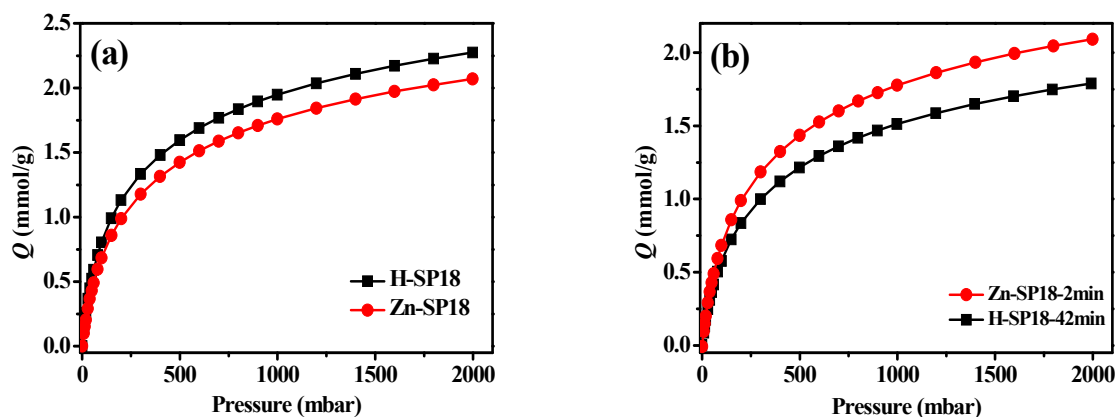 (a)
2.5
2.0
1.5
1.0
0.5
0.0
Q (mmol/g)
H-SP18
Zn-SP18
0 500 1000 1500 2000
Pressure (mbar)
(b)
2.0
1.5
1.0
0.5
0.0
Q (mmol/g)
Zn-SP18-2min
H-SP18-42min
0 500 1000 1500 2000
Pressure (mbar)